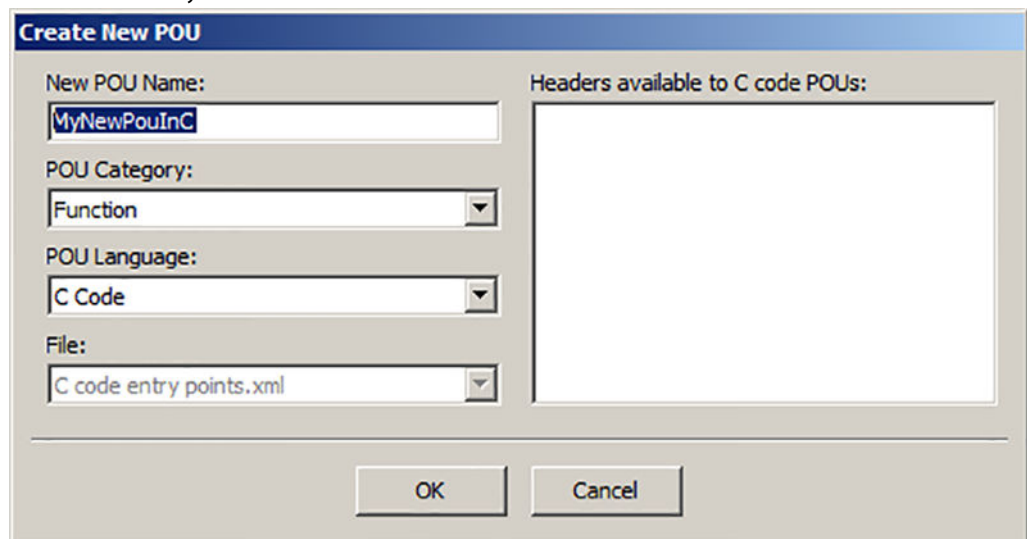 Create New POU
New POU Name:
MyNewPouInC
POU Category:
Function
POU Language:
C Code
File:
C code entry points.xml
Headers available to C code POUs:
OK
Cancel